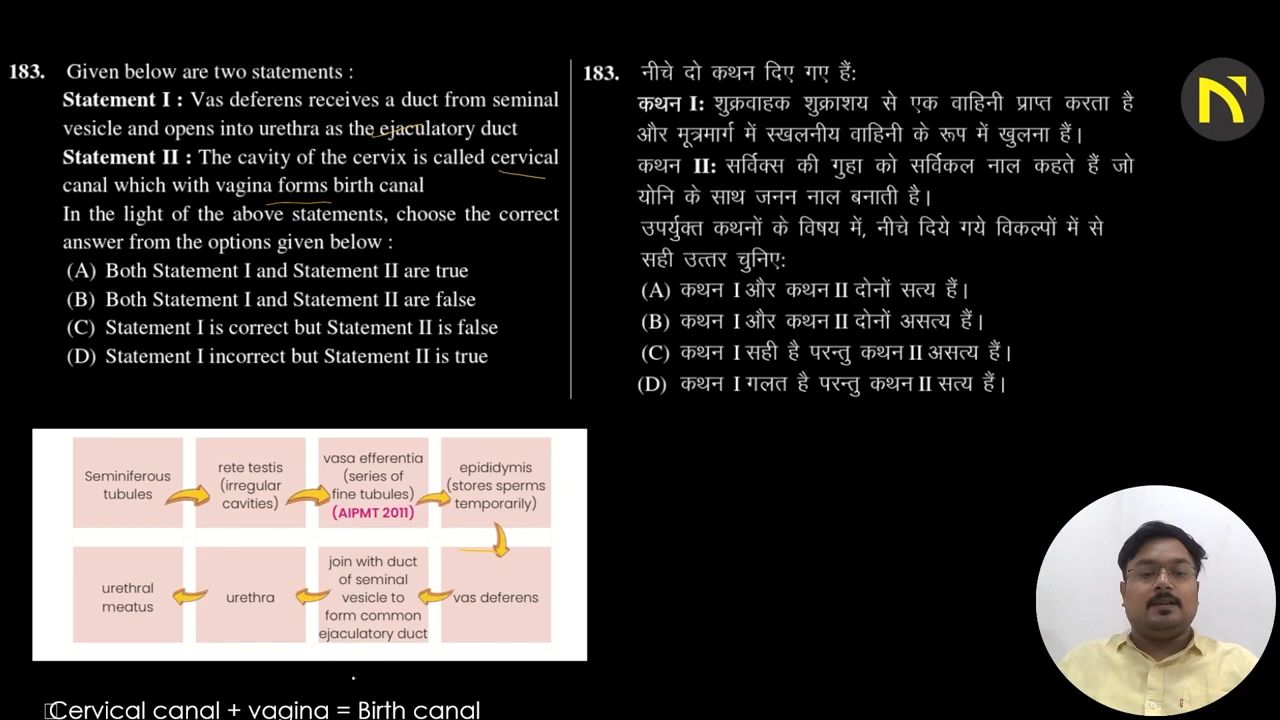 183. Given below are two statements :
Statement I : Vas deferens receives a duct from seminal
vesicle and opens into urethra as the ejaculatory duct
Statement II : The cavity of the cervix is called cervical
canal which with vagina forms birth canal
In the light of the above statements, choose the correct
answer from the options given below :
(A) Both Statement I and Statement II are true
(B) Both Statement I and Statement II are false
(C) Statement I is correct but Statement II is false
(D) Statement I incorrect but Statement II is true
183. नीचे दो कथन दिए गए हैं:
कथन I: शुक्रवाहक शुक्राशय से एक वाहिनी प्राप्त करता है
और मूत्रमार्ग में स्खलनीय वाहिनी के रूप में खुलना हैं।
कथन II: सर्विक्स की गुहा को सर्विकल नाल कहते हैं जो
योनि के साथ जनन नाल बनाती है।
उपर्युक्त कथनों के विषय में, नीचे दिये गये विकल्पों में से
सही उत्तर चुनिए:
(A) कथन I और कथन II दोनों सत्य हैं।
(B) कथन I और कथन II दोनों असत्य हैं।
(C) कथन I सही है परन्तु कथन II असत्य हैं।
(D) कथन I गलत है परन्तु कथन II सत्य हैं।
Seminiferous
tubules
rete testis
(irregular
cavities)
vasa efferentia
(series of
fine tubules)
(AIPMT 2011)
epididymis
(stores sperms
temporarily)
urethral
meatus
urethra
join with duct
of seminal
vesicle to
form common
ejaculatory duct
vas deferens
Cervical canal + vagina = Birth canal